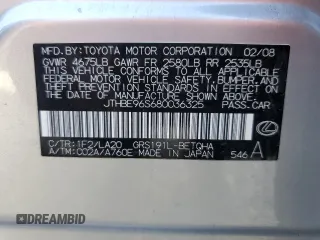 MFD. BY TOYOTA MOTOR CORPORATION 02/08
GVWR 4675LB GAWR FR 2580LB RR 2535LB
THIS VEHICLE CONFORMS TO ALL APPLICABLE
FEDERAL MOTOR VEHICLE SAFETY, BUMPER,
AND THEFT PREVENTION STANDARDS IN EFFECT
ON THE DATE OF MANUFACTURE SHOWN ABOVE.
JTHBE96S680036325 PASS.CAR
C/TR: 1F2/LA20 GRS191L-BETQHA
A/TM: C02A/A760E MADE IN JAPAN 546 A
DREAMBID